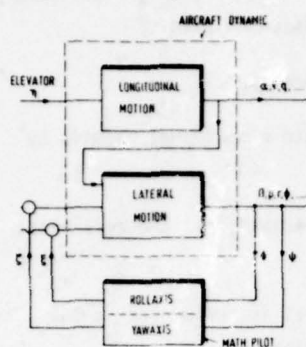 AIRCRAFT DYNAMIC
ELEVATOR
η
LONGITUDINAL
MOTION
α, v, q,
LATERAL
MOTION
β, p, r, ϕ,
ζ
ξ
ϕ
ψ
ROLLAXIS
YAWAXIS
MATH PILOT